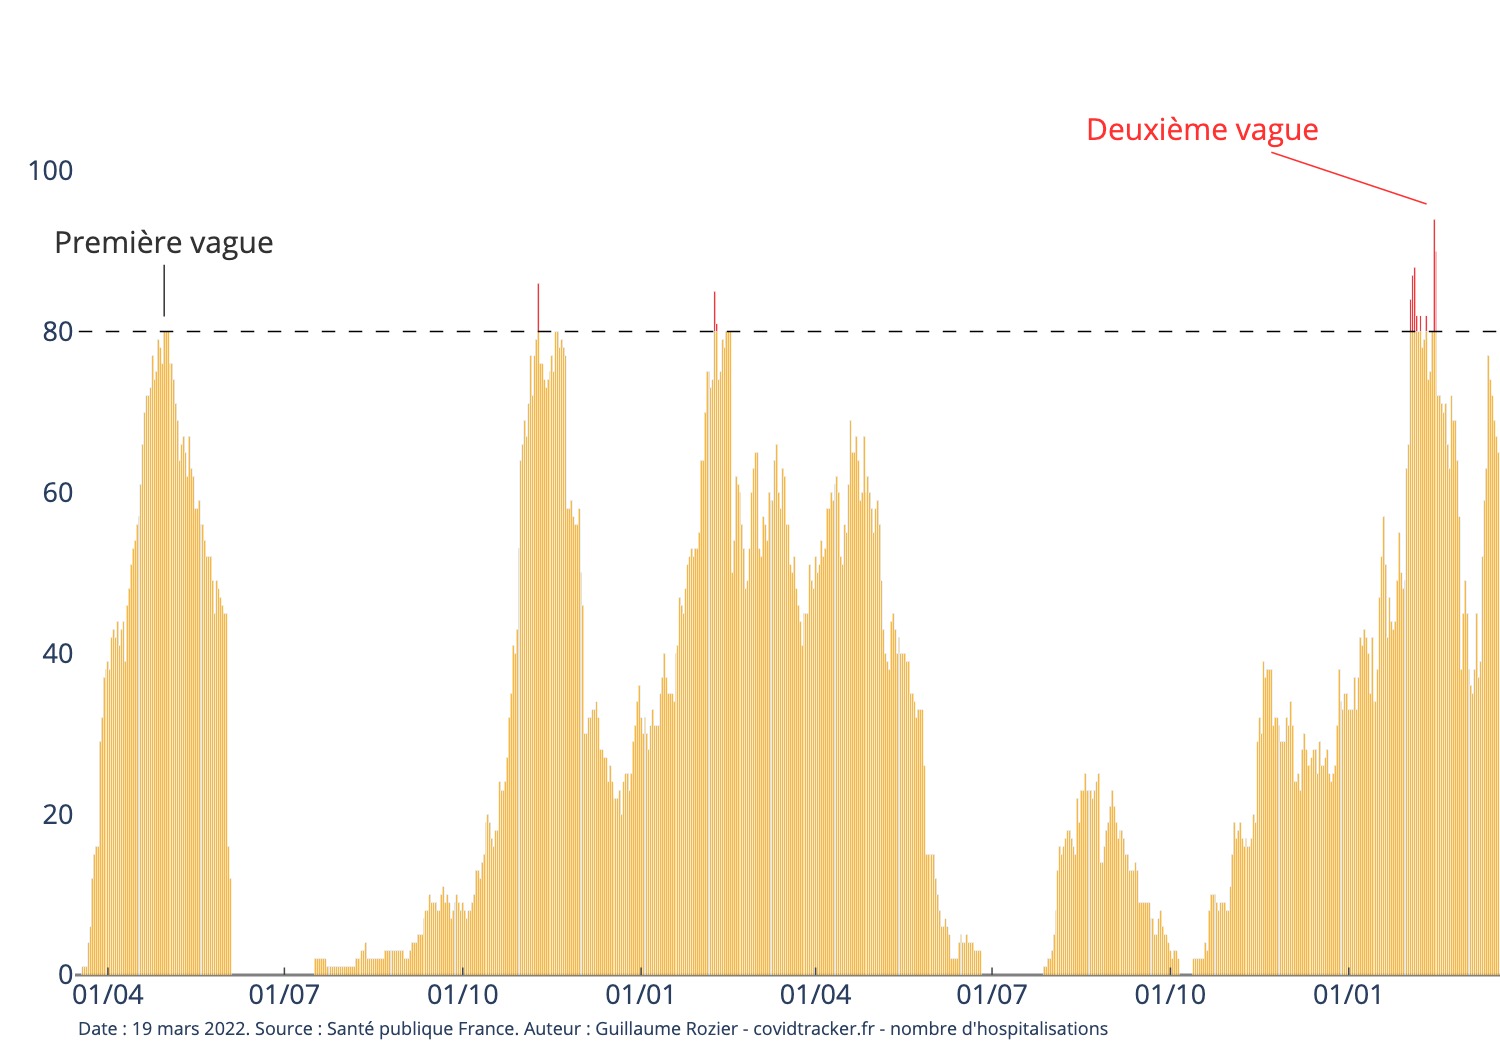 Deuxième vague
100
Première vague
80
60
40
20
0
01/04 01/07 01/10 01/01 01/04 01/07 01/10 01/01
Date : 19 mars 2022. Source : Santé publique France. Auteur : Guillaume Rozier - covidtracker.fr - nombre d'hospitalisations